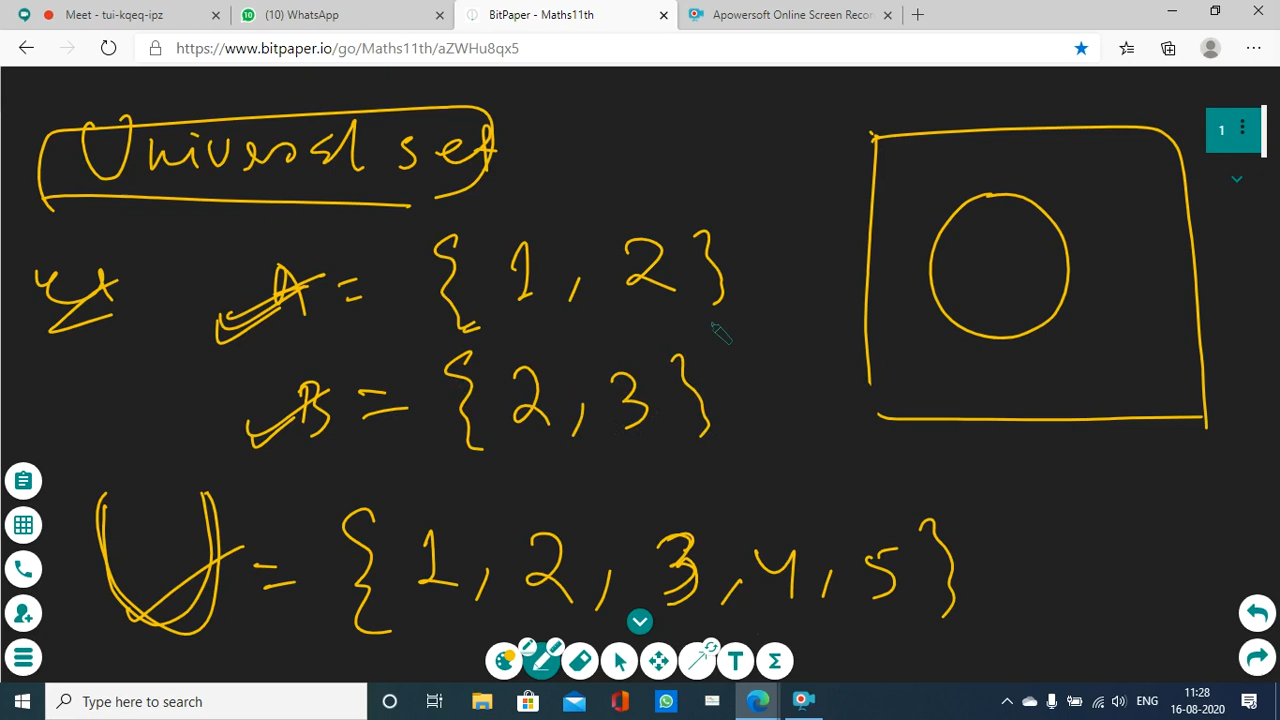 Meet - tui-kqeq-ipz
(10) WhatsApp
BitPaper - Maths11th
Apowersoft Online Screen Recor
https://www.bitpaper.io/go/Maths11th/aZWHu8qx5
1
Universal set
Ex A = { 1, 2 }
B = { 2, 3 }
U = { 1, 2, 3, 4, 5 }
T Σ
Type here to search
ENG
11:28
16-08-2020